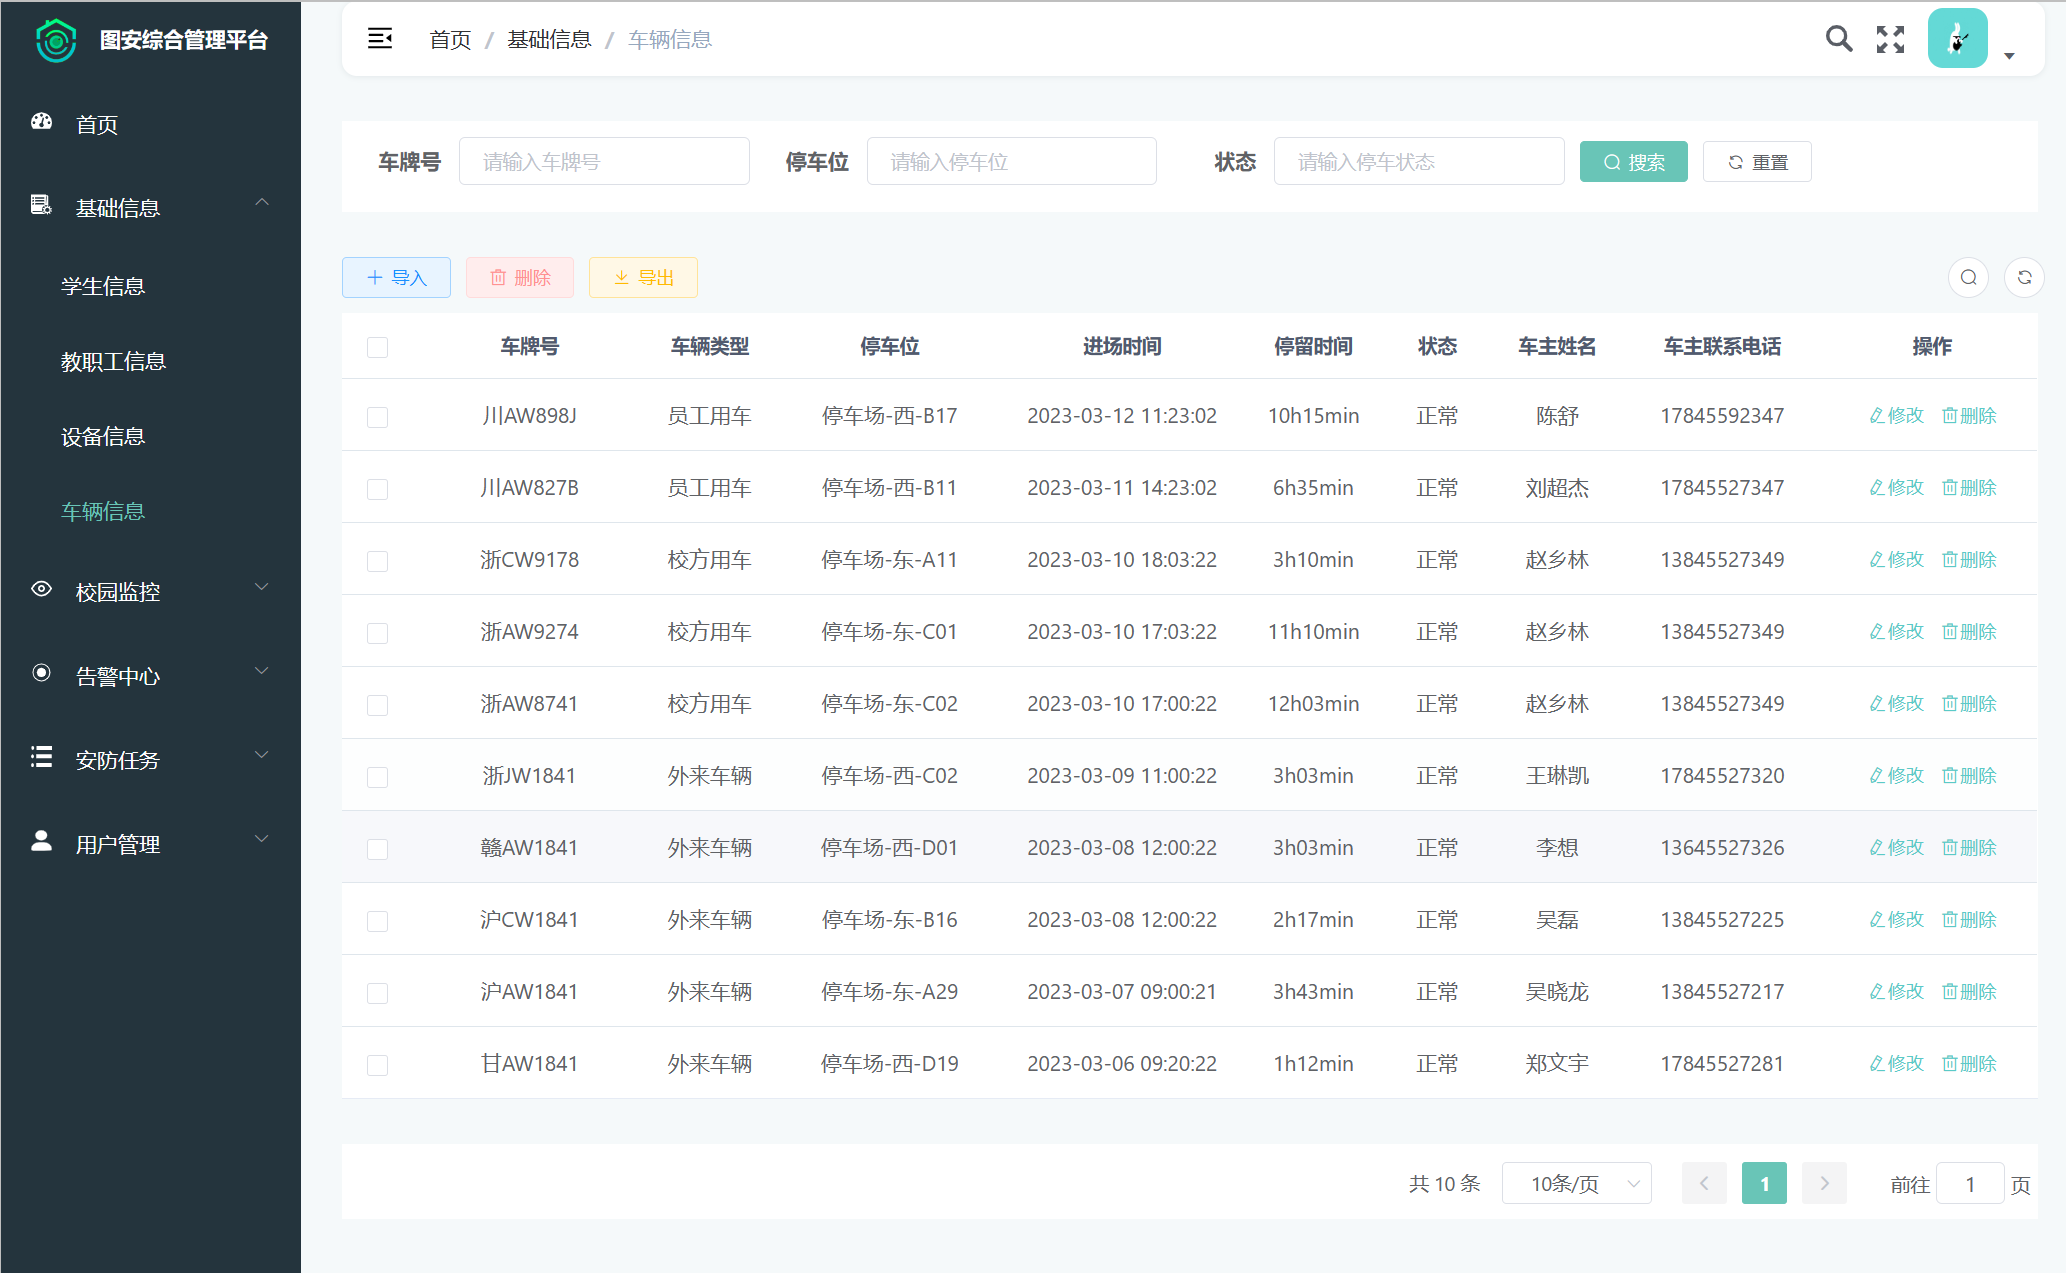 图安综合管理平台
首页 / 基础信息 / 车辆信息
首页
基础信息
学生信息
教职工信息
设备信息
车辆信息
校园监控
告警中心
安防任务
用户管理
车牌号 请输入车牌号 停车位 请输入停车位 状态 请输入停车状态 搜索 重置
导入 删除 导出
车牌号 车辆类型 停车位 进场时间 停留时间 状态 车主姓名 车主联系电话 操作
川AW898J 员工用车 停车场-西-B17 2023-03-12 11:23:02 10h15min 正常 陈舒 17845592347 修改 删除
川AW827B 员工用车 停车场-西-B11 2023-03-11 14:23:02 6h35min 正常 刘超杰 17845527347 修改 删除
浙CW9178 校方用车 停车场-东-A11 2023-03-10 18:03:22 3h10min 正常 赵乡林 13845527349 修改 删除
浙AW9274 校方用车 停车场-东-C01 2023-03-10 17:03:22 11h10min 正常 赵乡林 13845527349 修改 删除
浙AW8741 校方用车 停车场-东-C02 2023-03-10 17:00:22 12h03min 正常 赵乡林 13845527349 修改 删除
浙JW1841 外来车辆 停车场-西-C02 2023-03-09 11:00:22 3h03min 正常 王琳凯 17845527320 修改 删除
赣AW1841 外来车辆 停车场-西-D01 2023-03-08 12:00:22 3h03min 正常 李想 13645527326 修改 删除
沪CW1841 外来车辆 停车场-东-B16 2023-03-08 12:00:22 2h17min 正常 吴磊 13845527225 修改 删除
沪AW1841 外来车辆 停车场-东-A29 2023-03-07 09:00:21 3h43min 正常 吴晓龙 13845527217 修改 删除
甘AW1841 外来车辆 停车场-西-D19 2023-03-06 09:20:22 1h12min 正常 郑文宇 17845527281 修改 删除
共 10 条 10条/页 1 前往 1 页